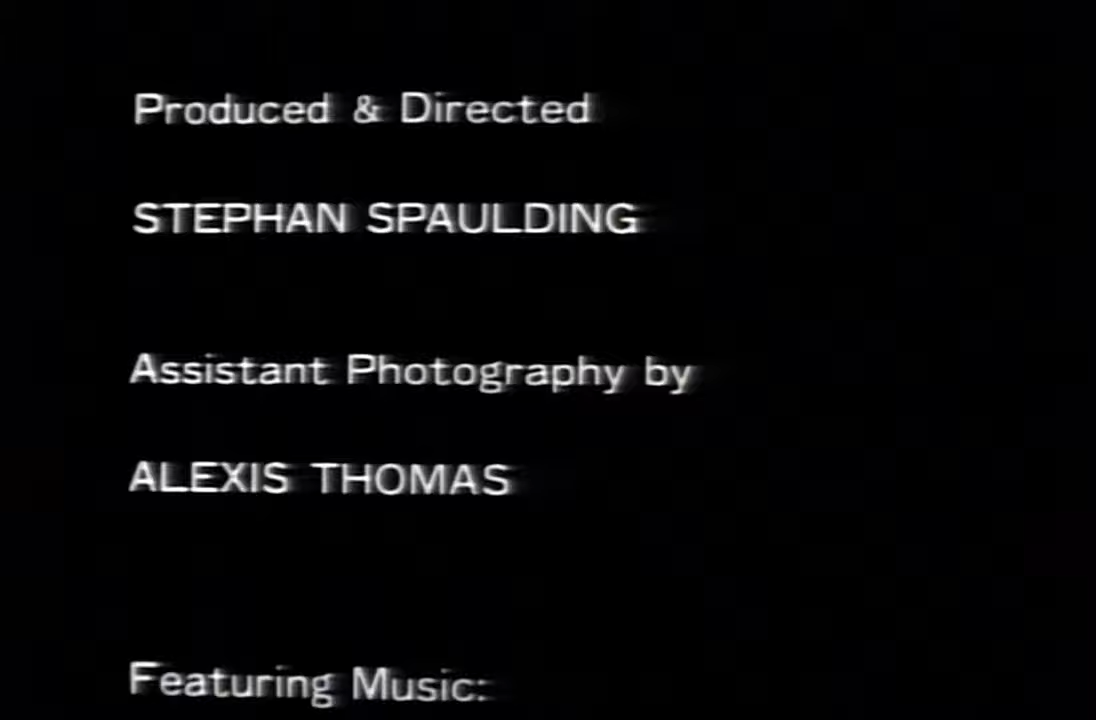 Produced & Directed
STEPHAN SPAULDING
Assistant Photography by
ALEXIS THOMAS
Featuring Music: